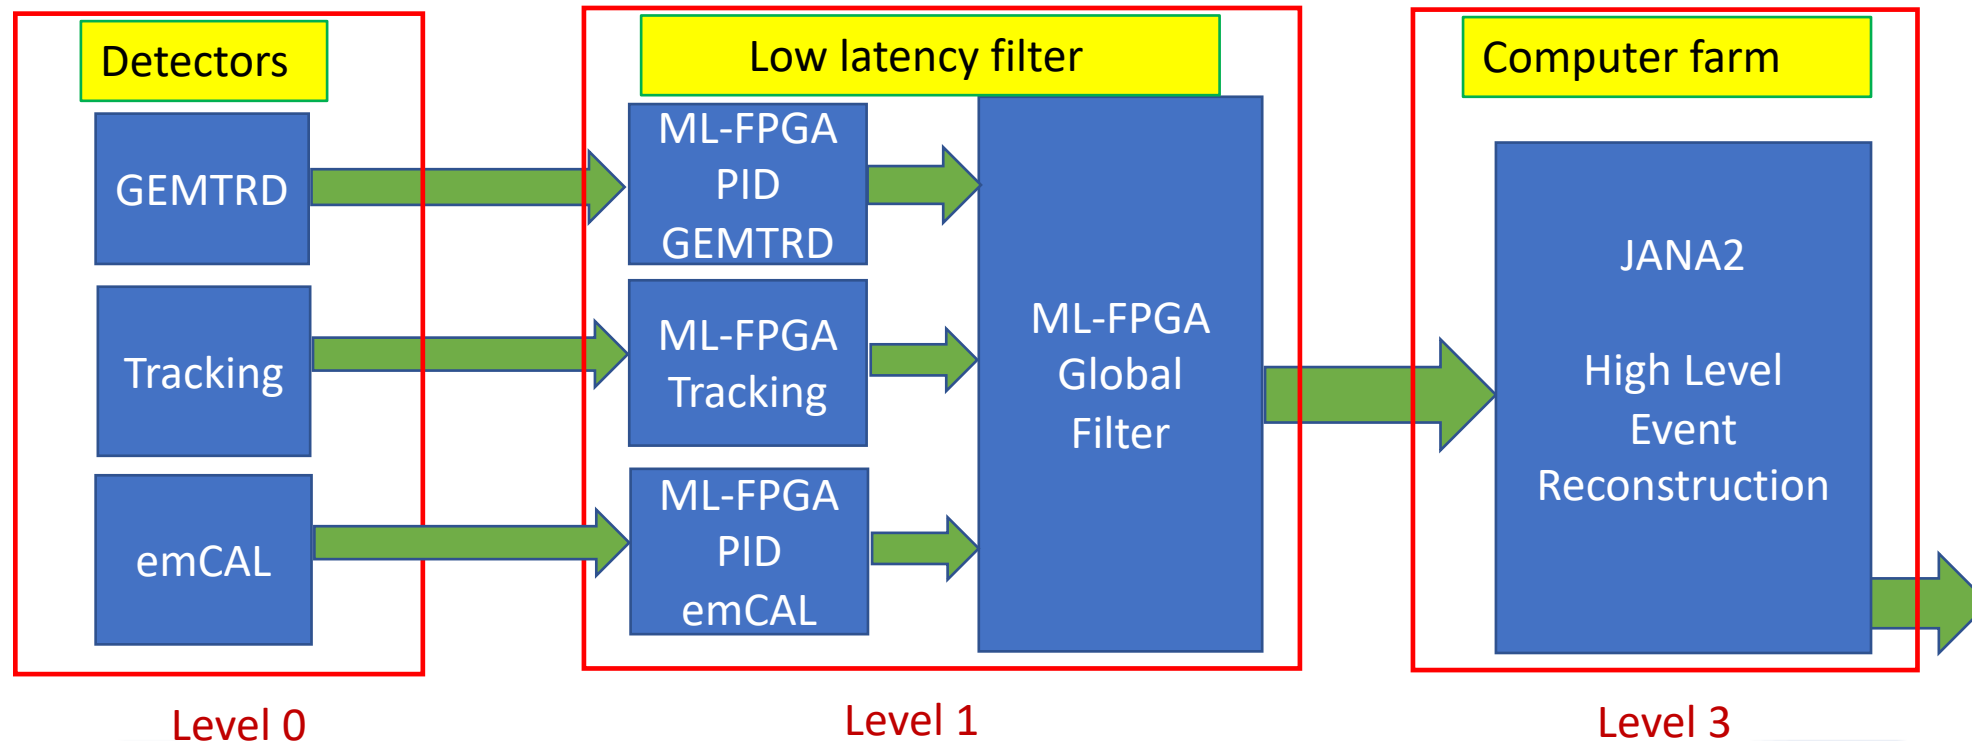 Detectors
GEMTRD
Tracking
emCAL
Level 0
Low latency filter
ML-FPGA
PID
GEMTRD
ML-FPGA
Tracking
ML-FPGA
PID
emCAL
ML-FPGA
Global
Filter
Level 1
Computer farm
JANA2
High Level
Event
Reconstruction
Level 3